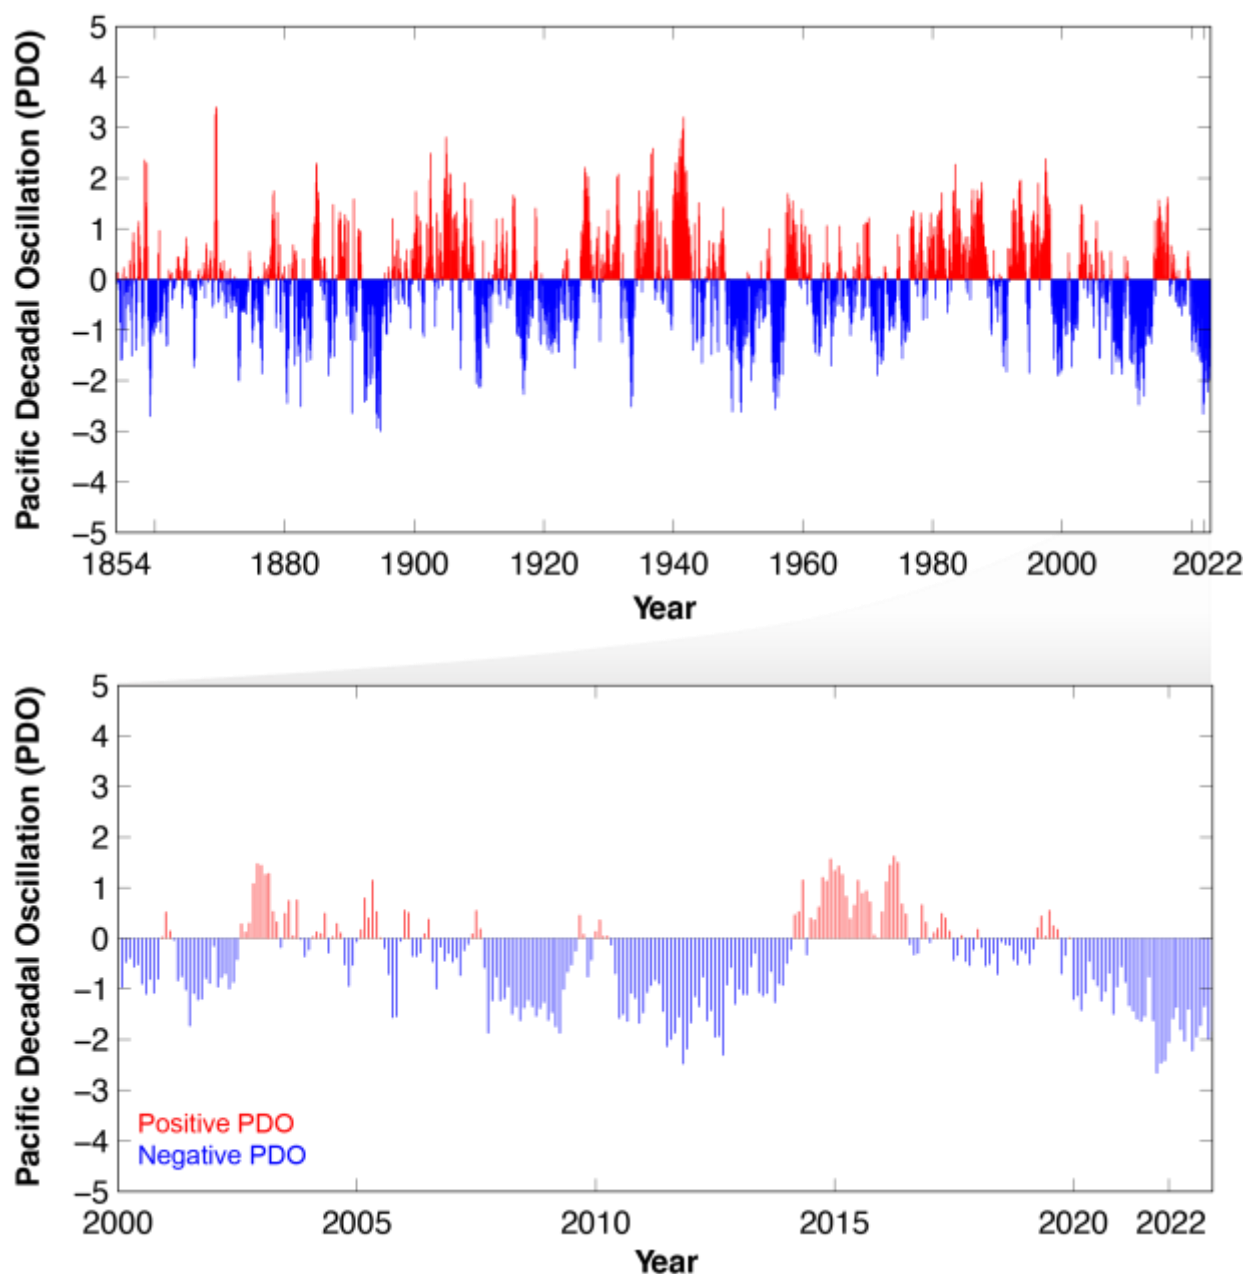 Pacific Decadal Oscillation (PDO)
5
4
3
2
1
0
−1
−2
−3
−4
−5
1854 1880 1900 1920 1940 1960 1980 2000 2022
Year
Pacific Decadal Oscillation (PDO)
5
4
3
2
1
0
−1
−2
−3
−4
−5
Positive PDO
Negative PDO
2000 2005 2010 2015 2020 2022
Year